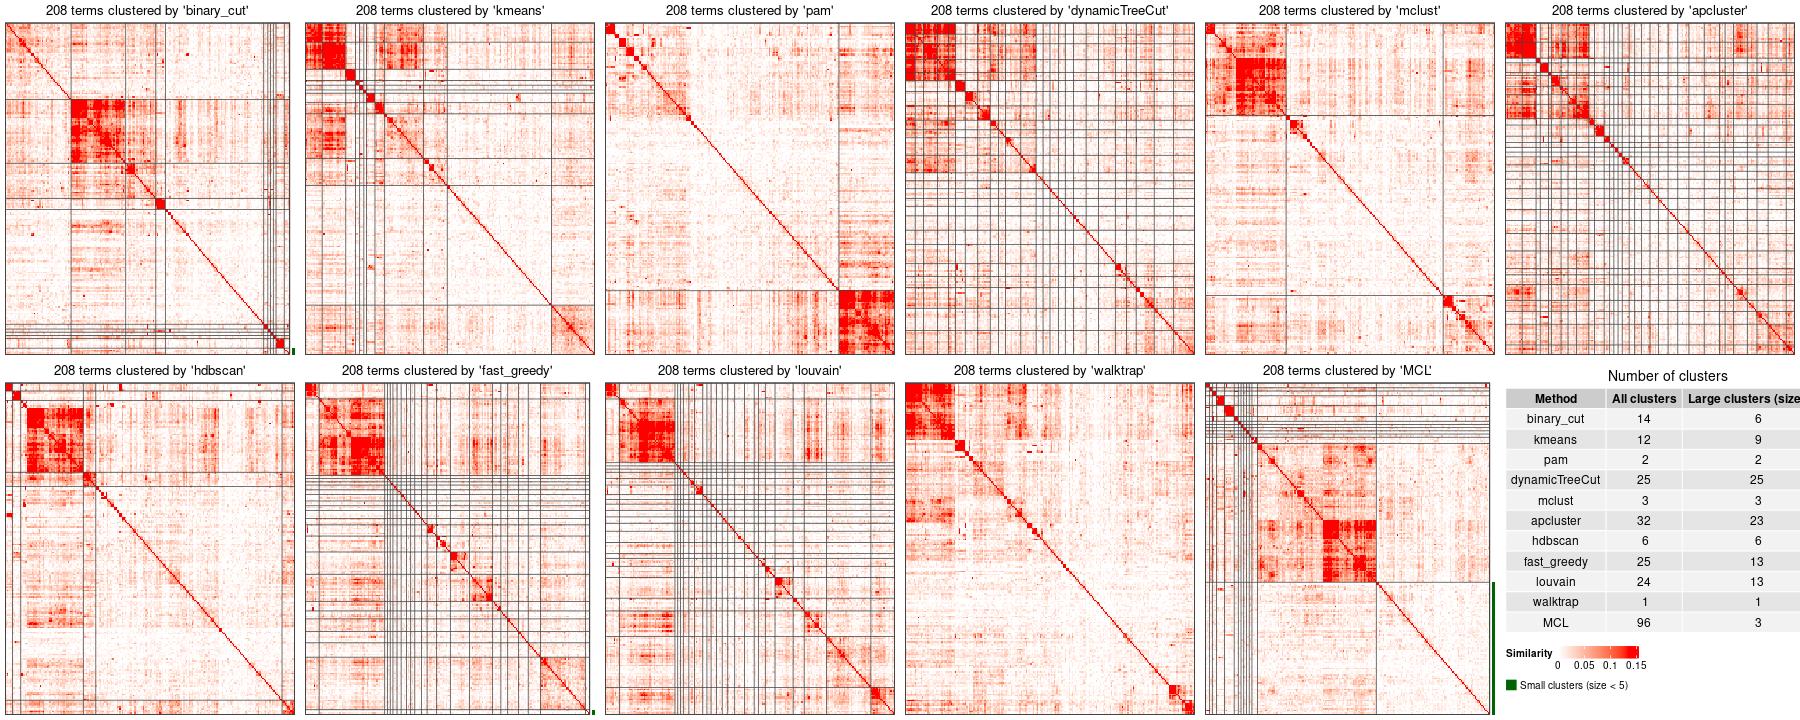 208 terms clustered by 'binary_cut'
208 terms clustered by 'kmeans'
208 terms clustered by 'pam'
208 terms clustered by 'dynamicTreeCut'
208 terms clustered by 'mclust'
208 terms clustered by 'apcluster'
208 terms clustered by 'hdbscan'
208 terms clustered by 'fast_greedy'
208 terms clustered by 'louvain'
208 terms clustered by 'walktrap'
208 terms clustered by 'MCL'
Number of clusters
Method All clusters Large clusters (size
binary_cut 14 6
kmeans 12 9
pam 2 2
dynamicTreeCut 25 25
mclust 3 3
apcluster 32 23
hdbscan 6 6
fast_greedy 25 13
louvain 24 13
walktrap 1 1
MCL 96 3
Similarity
0 0.05 0.1 0.15
Small clusters (size < 5)